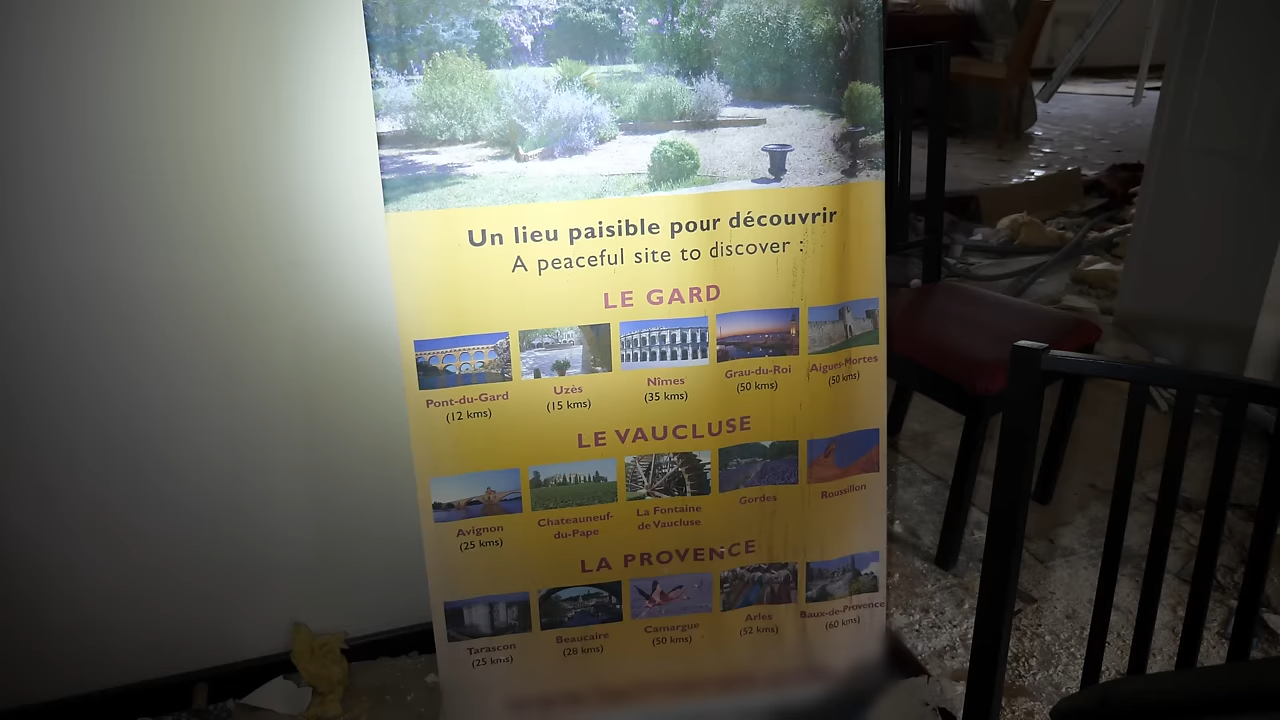 Un lieu paisible pour découvrir
A peaceful site to discover :
LE GARD
Pont-du-Gard
(12 kms)
Uzès
(15 kms)
Nîmes
(35 kms)
Grau-du-Roi
(50 kms)
Aigues-Mortes
(50 kms)
LE VAUCLUSE
Avignon
(25 kms)
Chateauneuf-
du-Pape
La Fontaine
de Vaucluse
Gordes
Roussillon
LA PROVENCE
Tarascon
(25 kms)
Beaucaire
(28 kms)
Camargue
(50 kms)
Arles
(52 kms)
Baux-de-Provence
(60 kms)